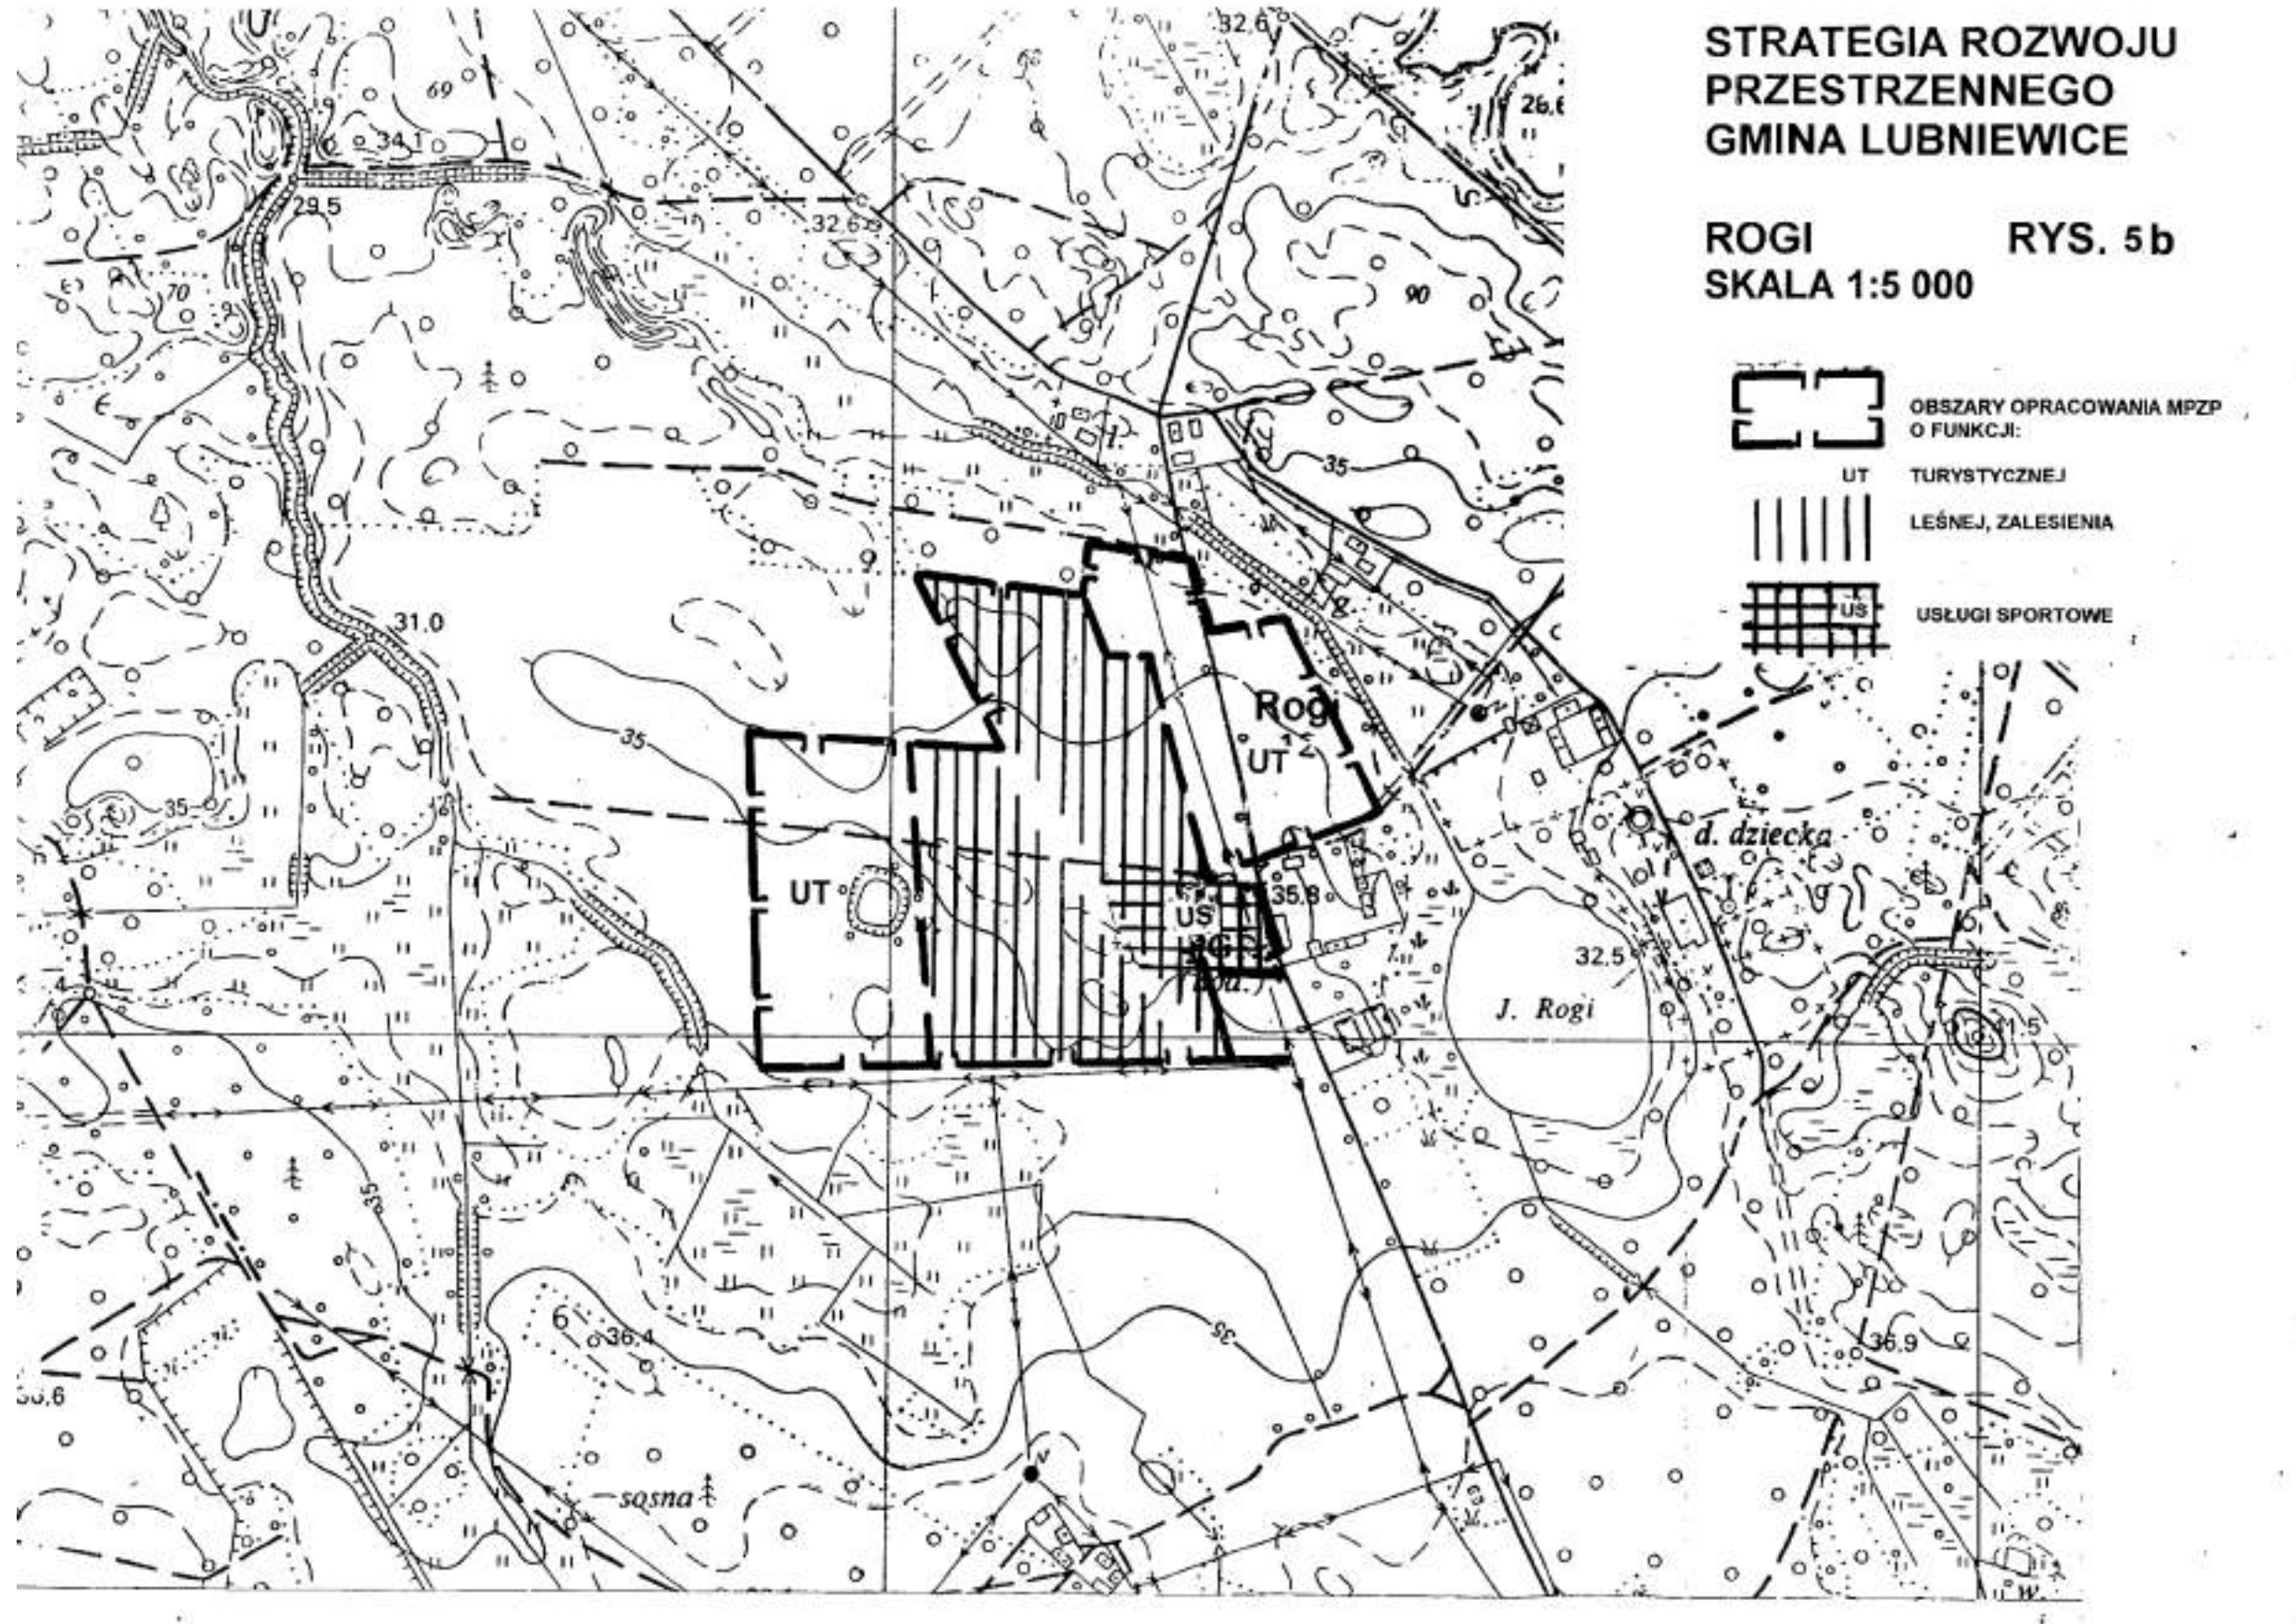 STRATEGIA ROZWOJU
PRZESTRZENNEGO
GMINA LUBNIEWICE
ROGI RYS. 5b
SKALA 1:5 000
OBSZARY OPRACOWANIA MPZP
O FUNKCJI:
UT TURYSTYCZNEJ
LEŚNEJ, ZALESIENIA
US USŁUGI SPORTOWE
32.6
69
34.1
26.6
29.5
32.6
70
90
35
31.0
35
Rogi
UT
35
d. dziecka
UT
35.8
US
32.5
J. Rogi
41.5
35
36.4
35
36.9
sosna